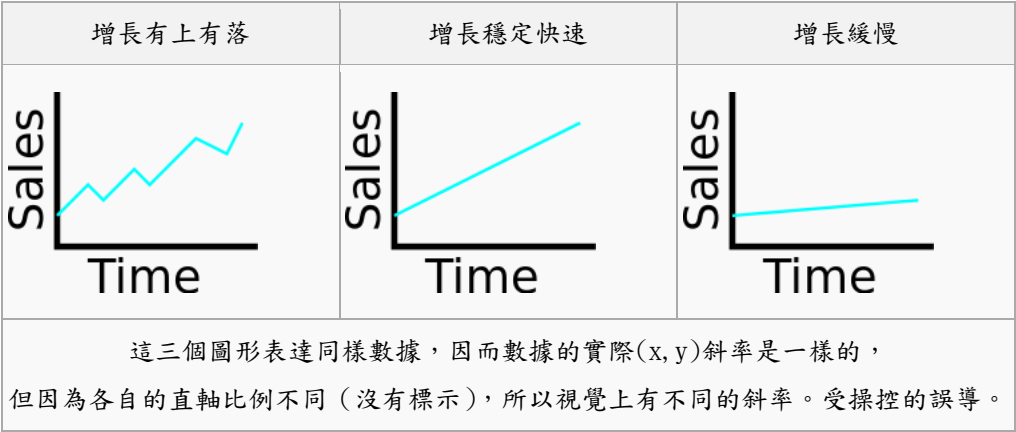 增長有上有落
增長穩定快速
增長緩慢
Sales
Time
Sales
Time
Sales
Time
這三個圖形表達同樣數據，因而數據的實際(x,y)斜率是一樣的，
但因為各自的直軸比例不同（沒有標示），所以視覺上有不同的斜率。受操控的誤導。